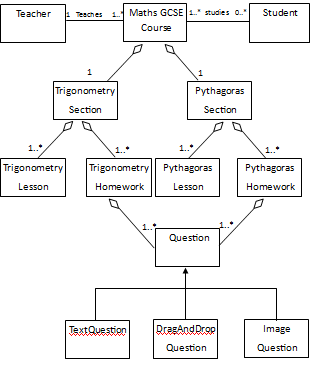 Teacher
1 Teaches 1..*
Maths GCSE
Course
1..* studies 0..*
Student
1
1
Trigonometry
Section
Pythagoras
Section
1..*
1..*
1..*
1..*
Trigonometry
Lesson
Trigonometry
Homework
Pythagoras
Lesson
Pythagoras
Homework
1..*
1..*
Question
TextQuestion
DragAndDrop
Question
Image
Question